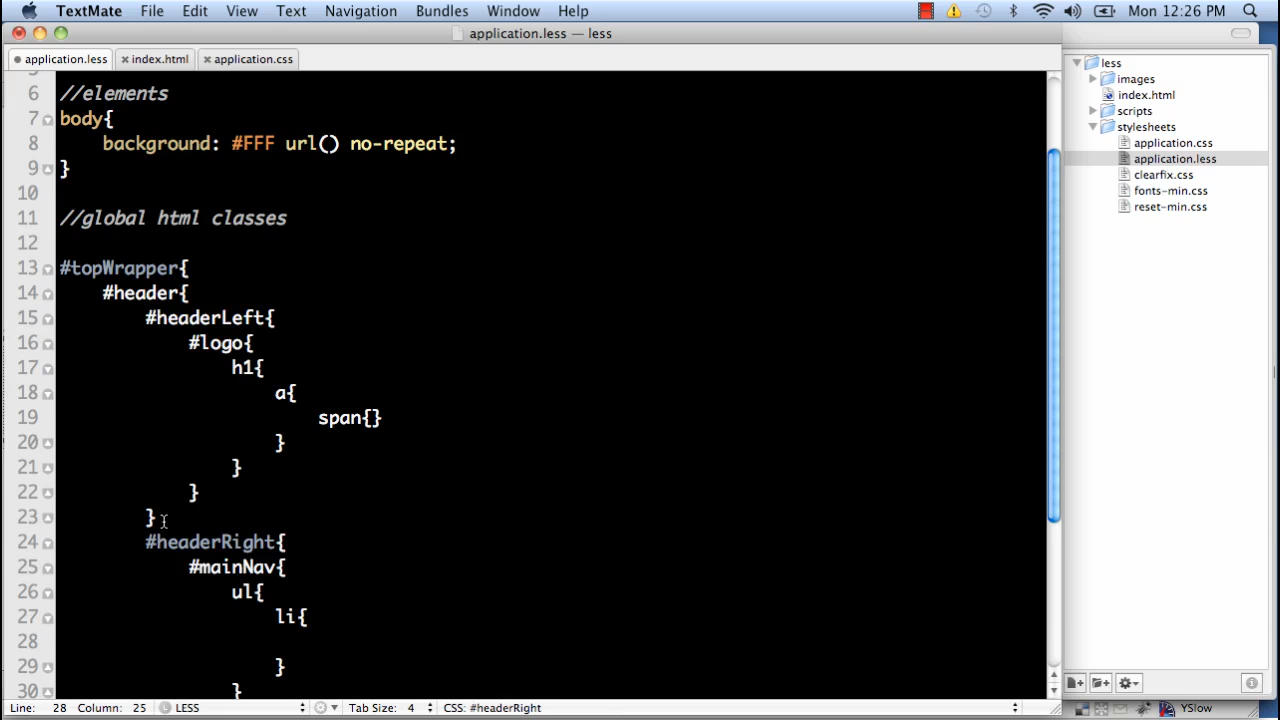 TextMate File Edit View Text Navigation Bundles Window Help Mon 12:26 PM
application.less — less
application.less index.html application.css
6 //elements
7 body{
8 background: #FFF url() no-repeat;
9 }
10
11 //global html classes
12
13 #topWrapper{
14 #header{
15 #headerLeft{
16 #logo{
17 h1{
18 a{
19 span{}
20 }
21 }
22 }
23 }
24 #headerRight{
25 #mainNav{
26 ul{
27 li{
28
29 }
30 }
Line: 28 Column: 25 LESS Tab Size: 4 CSS: #headerRight
less
images
index.html
scripts
stylesheets
application.css
application.less
clearfix.css
fonts-min.css
reset-min.css
YSlow